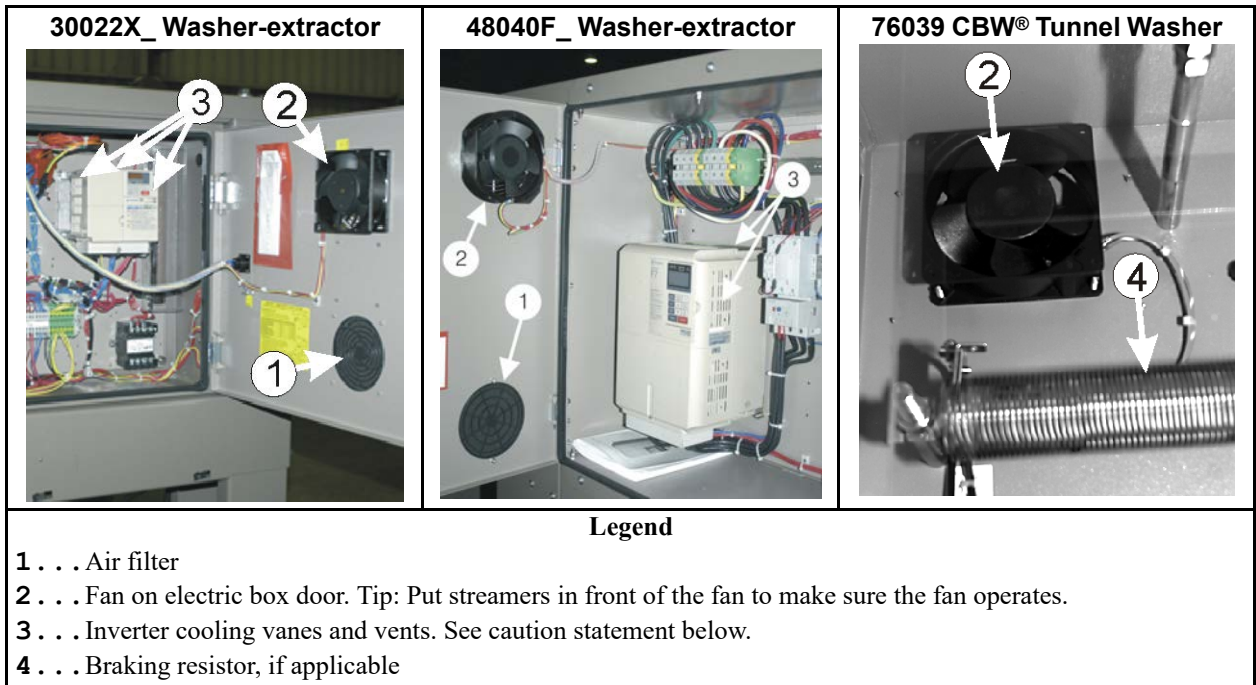 30022X_ Washer-extractor
48040F_ Washer-extractor
76039 CBW® Tunnel Washer
3
2
1
2
1
3
2
4
Legend
1...Air filter
2...Fan on electric box door. Tip: Put streamers in front of the fan to make sure the fan operates.
3...Inverter cooling vanes and vents. See caution statement below.
4...Braking resistor, if applicable